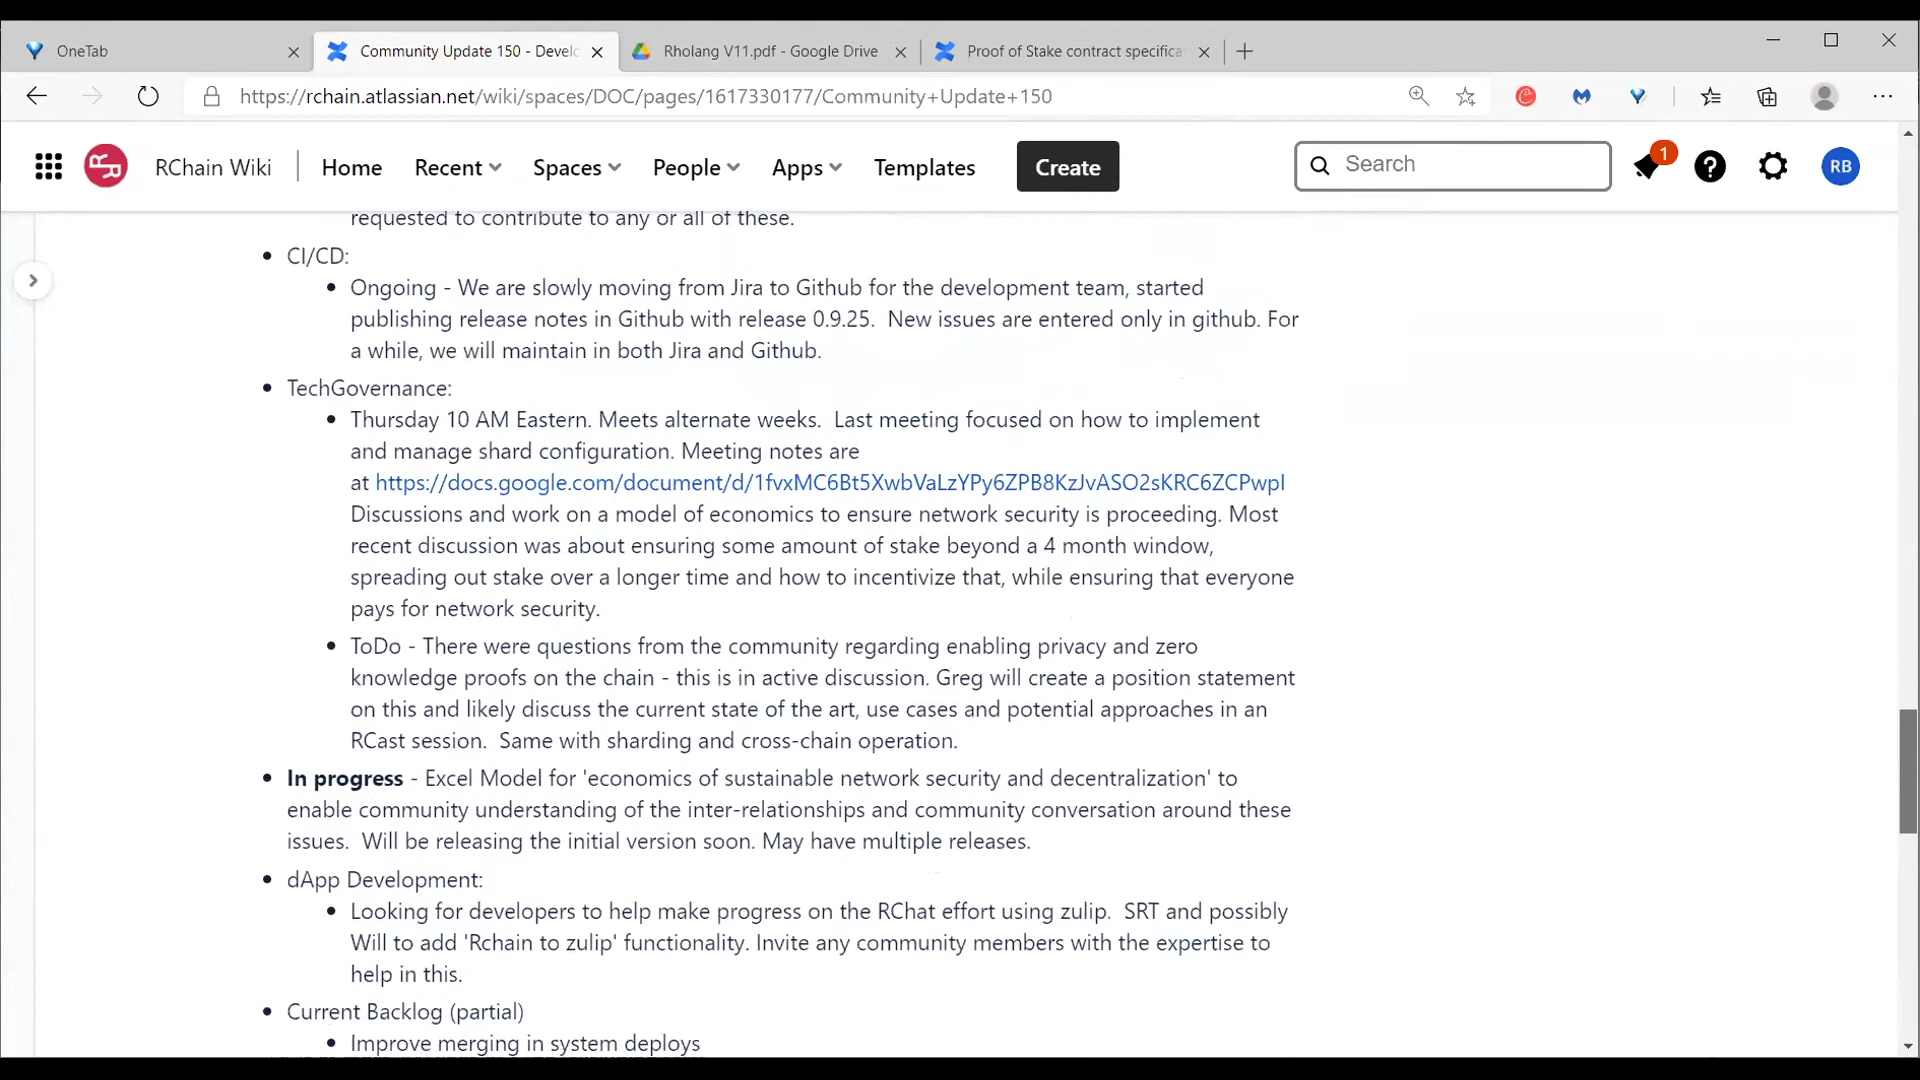 OneTab
Community Update 150 - Develo
Rholang V11.pdf - Google Drive
Proof of Stake contract specifica
https://rchain.atlassian.net/wiki/spaces/DOC/pages/1617330177/Community+Update+150
RChain Wiki
Home
Recent
Spaces
People
Apps
Templates
Create
Search
1
RB
requested to contribute to any or all of these.
CI/CD:
Ongoing - We are slowly moving from Jira to Github for the development team, started
publishing release notes in Github with release 0.9.25.  New issues are entered only in github. For
a while, we will maintain in both Jira and Github.
TechGovernance:
Thursday 10 AM Eastern. Meets alternate weeks.  Last meeting focused on how to implement
and manage shard configuration. Meeting notes are
at https://docs.google.com/document/d/1fvxMC6Bt5XwbVaLzYPy6ZPB8KzJvASO2sKRC6ZCPwpI
Discussions and work on a model of economics to ensure network security is proceeding. Most
recent discussion was about ensuring some amount of stake beyond a 4 month window,
spreading out stake over a longer time and how to incentivize that, while ensuring that everyone
pays for network security.
ToDo - There were questions from the community regarding enabling privacy and zero
knowledge proofs on the chain - this is in active discussion. Greg will create a position statement
on this and likely discuss the current state of the art, use cases and potential approaches in an
RCast session.  Same with sharding and cross-chain operation.
In progress - Excel Model for 'economics of sustainable network security and decentralization' to
enable community understanding of the inter-relationships and community conversation around these
issues.  Will be releasing the initial version soon. May have multiple releases.
dApp Development:
Looking for developers to help make progress on the RChat effort using zulip.  SRT and possibly
Will to add 'Rchain to zulip' functionality. Invite any community members with the expertise to
help in this.
Current Backlog (partial)
Improve merging in system deploys